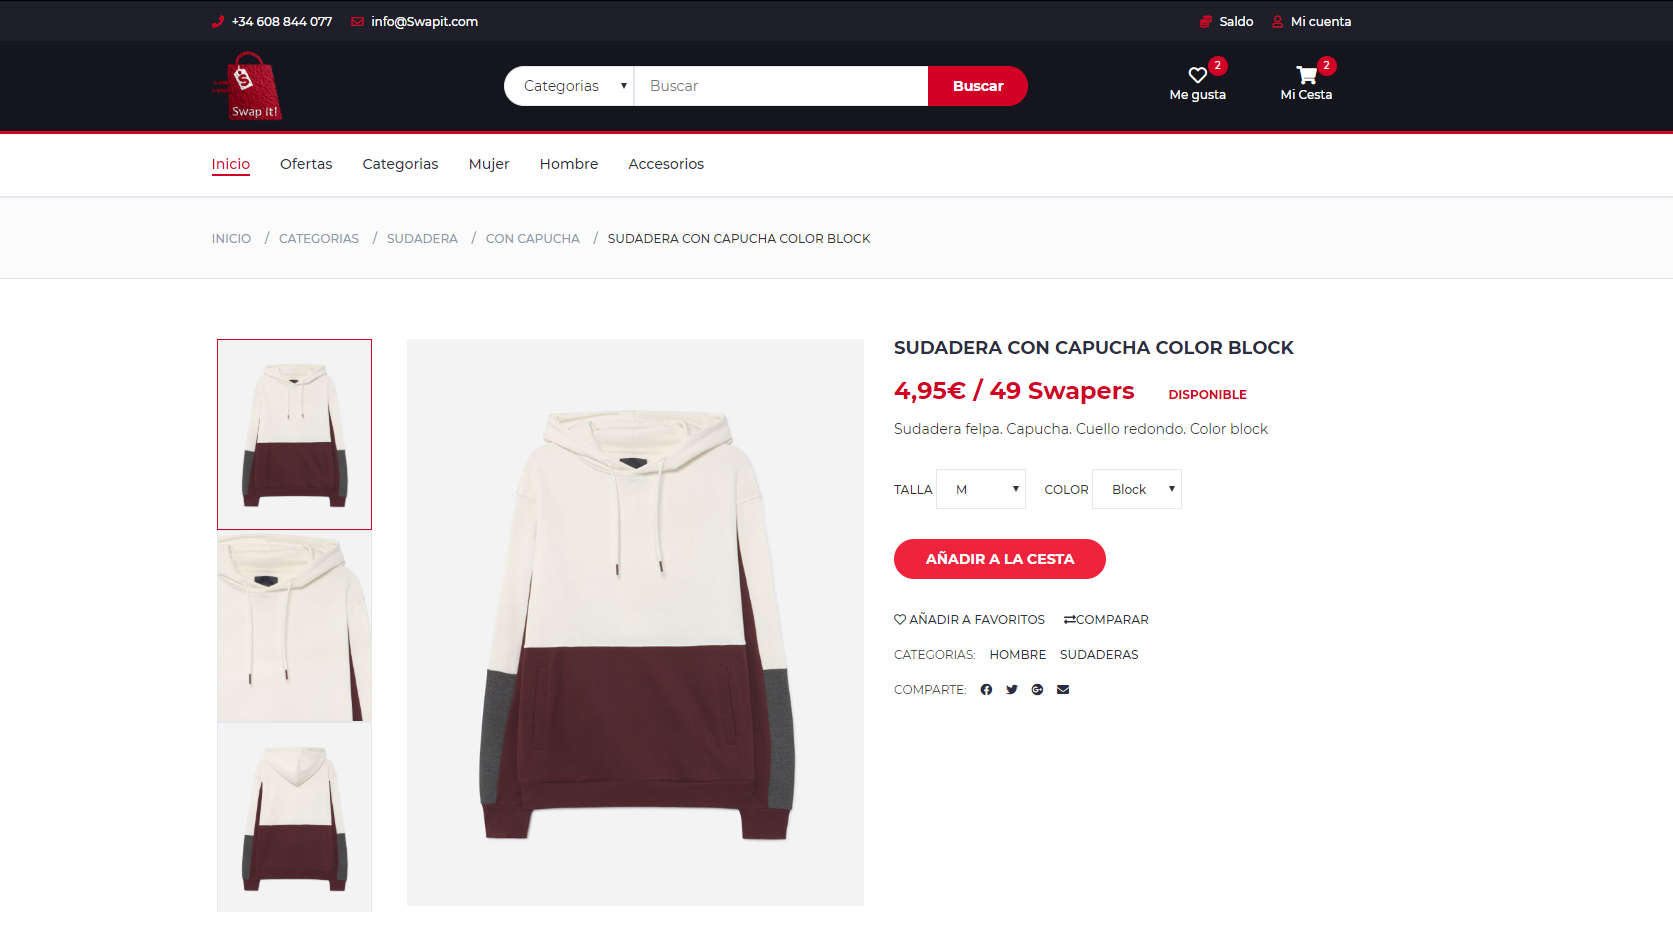 +34 608 844 077 info@Swapit.com Saldo Mi cuenta
S
Swap it!
Categorias Buscar Buscar
2 2
Me gusta Mi Cesta
Inicio Ofertas Categorias Mujer Hombre Accesorios
INICIO / CATEGORIAS / SUDADERA / CON CAPUCHA / SUDADERA CON CAPUCHA COLOR BLOCK
SUDADERA CON CAPUCHA COLOR BLOCK
4,95€ / 49 Swapers DISPONIBLE
Sudadera felpa. Capucha. Cuello redondo. Color block
TALLA M COLOR Block
AÑADIR A LA CESTA
AÑADIR A FAVORITOS COMPARAR
CATEGORIAS: HOMBRE SUDADERAS
COMPARTE: